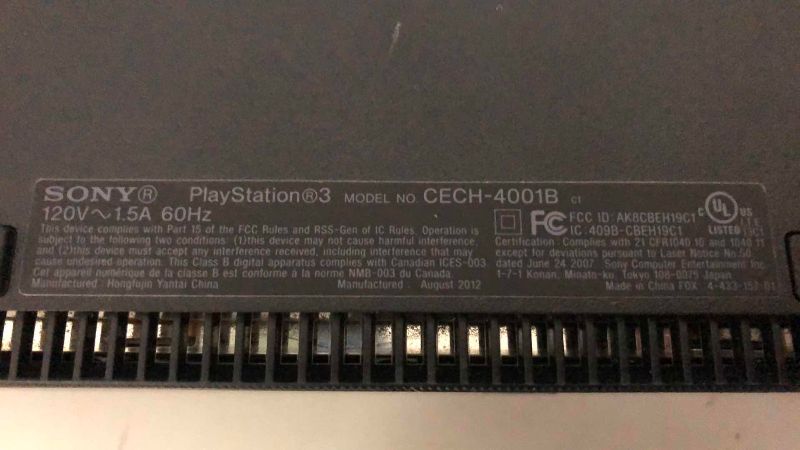 SONY® PlayStation®3 MODEL NO. CECH-4001B C1
120V~1.5A 60Hz
This device complies with Part 15 of the FCC Rules and RSS-Gen of IC Rules. Operation is
subject to the following two conditions: (1)this device may not cause harmful interference,
and (2)this device must accept any interference, including interference that may
cause undesired operation. This Class B digital apparatus complies with Canadian ICES-003.
Cet appareil numérique de la classe B est conforme à la norme NMB-003 du Canada.
Manufacturer: Hongfujin Yantai China Manufactured: August 2012
FC FCC ID: AK8CBEH19C1
IC: 409B-CBEH19C1
Certification: Complies with 21 CFR1040.10 and 1040.11
except for deviations pursuant to Laser Notice No.50,
dated June 24 2007. Sony Computer Entertainment Inc.
1-7-1 Konan, Minato-ku, Tokyo 108-0075 Japan
Made in China FOX
C UL US
LISTED 19C1
I.T.E.